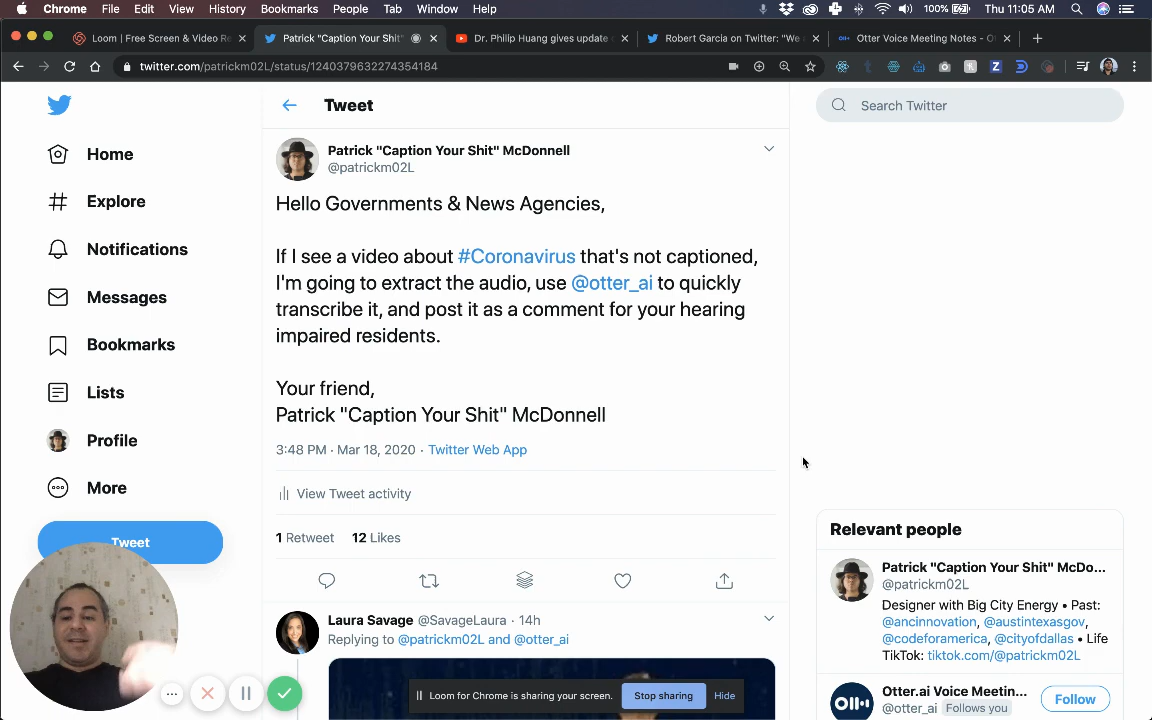 Chrome File Edit View History Bookmarks People Tab Window Help 100% Thu 11:05 AM
Loom | Free Screen & Video Re
Patrick "Caption Your Shit"
Dr. Philip Huang gives update
Robert Garcia on Twitter: "We
Otter Voice Meeting Notes - Ot
twitter.com/patrickm02L/status/1240379632274354184
Home
Explore
Notifications
Messages
Bookmarks
Lists
Profile
More
Tweet
Tweet
Patrick "Caption Your Shit" McDonnell
@patrickm02L
Hello Governments & News Agencies,
If I see a video about #Coronavirus that's not captioned,
I'm going to extract the audio, use @otter_ai to quickly
transcribe it, and post it as a comment for your hearing
impaired residents.
Your friend,
Patrick "Caption Your Shit" McDonnell
3:48 PM · Mar 18, 2020 · Twitter Web App
View Tweet activity
1 Retweet 12 Likes
Laura Savage @SavageLaura · 14h
Replying to @patrickm02L and @otter_ai
Loom for Chrome is sharing your screen.
Stop sharing
Hide
Search Twitter
Relevant people
Patrick "Caption Your Shit" McDo...
@patrickm02L
Designer with Big City Energy • Past:
@ancinnovation, @austintexasgov,
@codeforamerica, @cityofdallas • Life
TikTok: tiktok.com/@patrickm02L
Otter.ai Voice Meetin...
@otter_ai Follows you
Follow